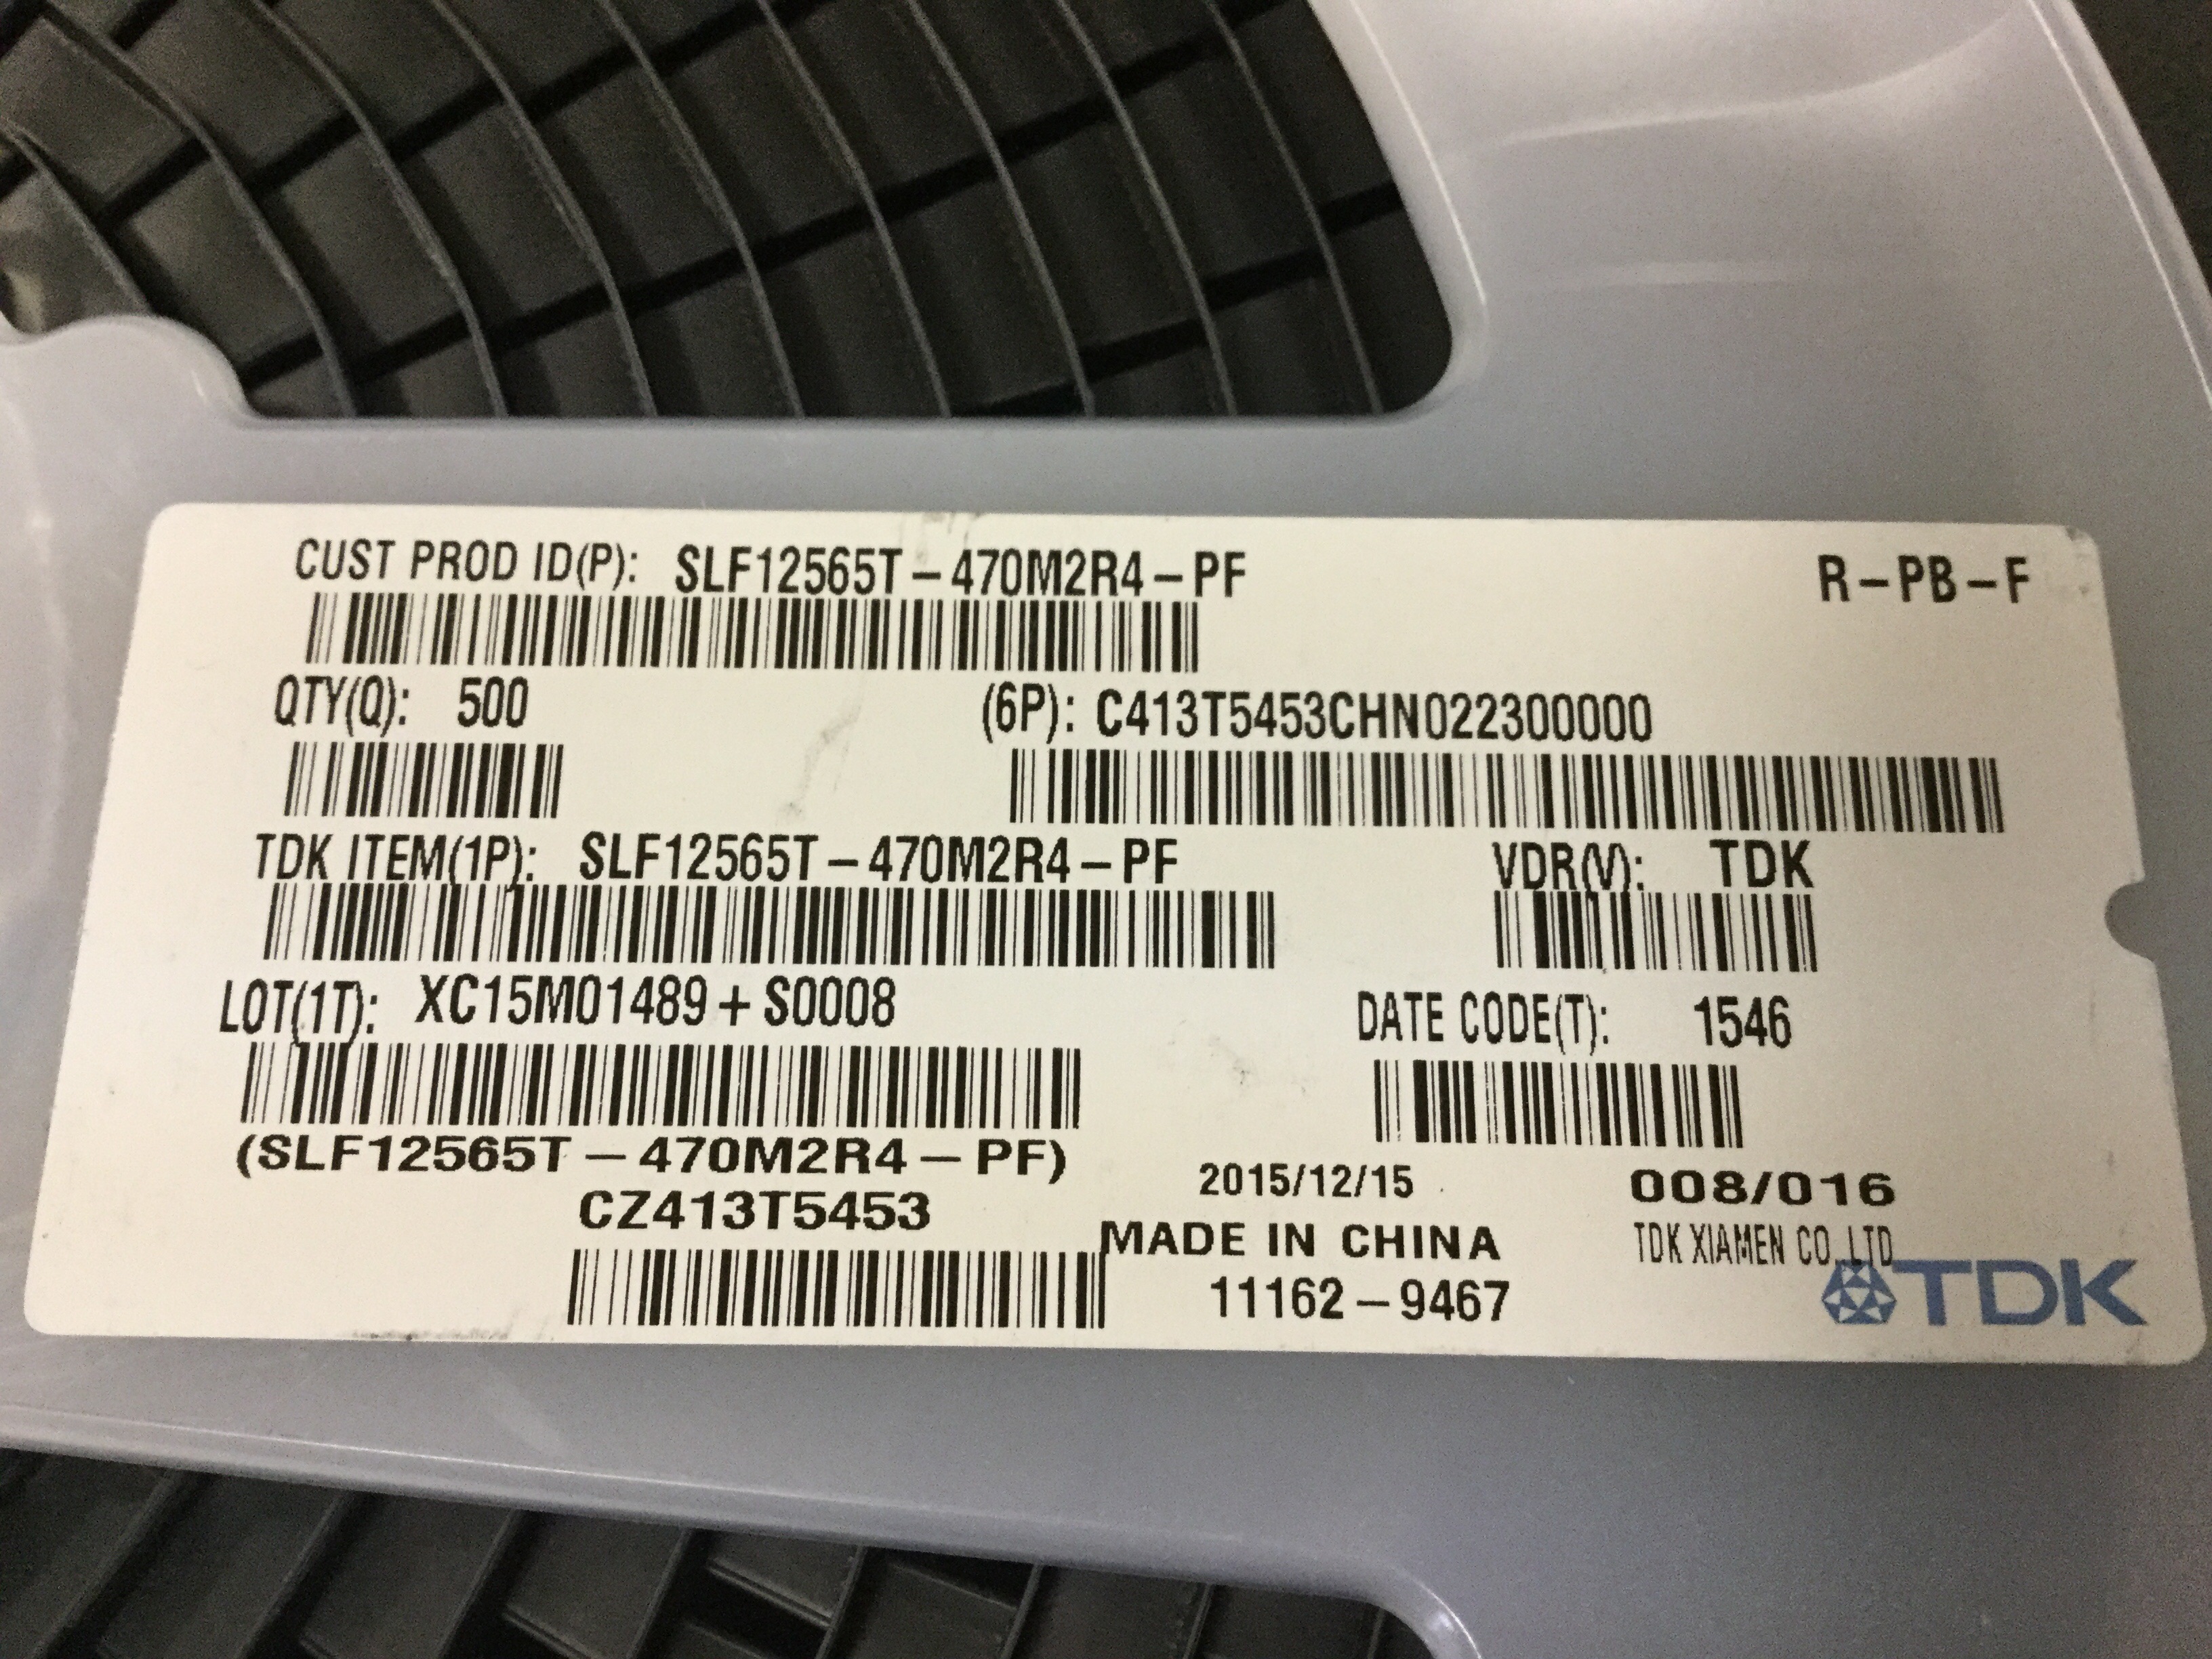 CUST PROD ID(P): SLF12565T-470M2R4-PF
R-PB-F
QTY(Q): 500
(6P): C413T5453CHN022300000
TDK ITEM(1P): SLF12565T-470M2R4-PF
VDR(V): TDK
LOT(1T): XC15M01489+S0008
DATE CODE(T): 1546
(SLF12565T-470M2R4-PF)
2015/12/15
008/016
CZ413T5453
MADE IN CHINA
TDK XIAMEN CO.,LTD
11162-9467
TDK